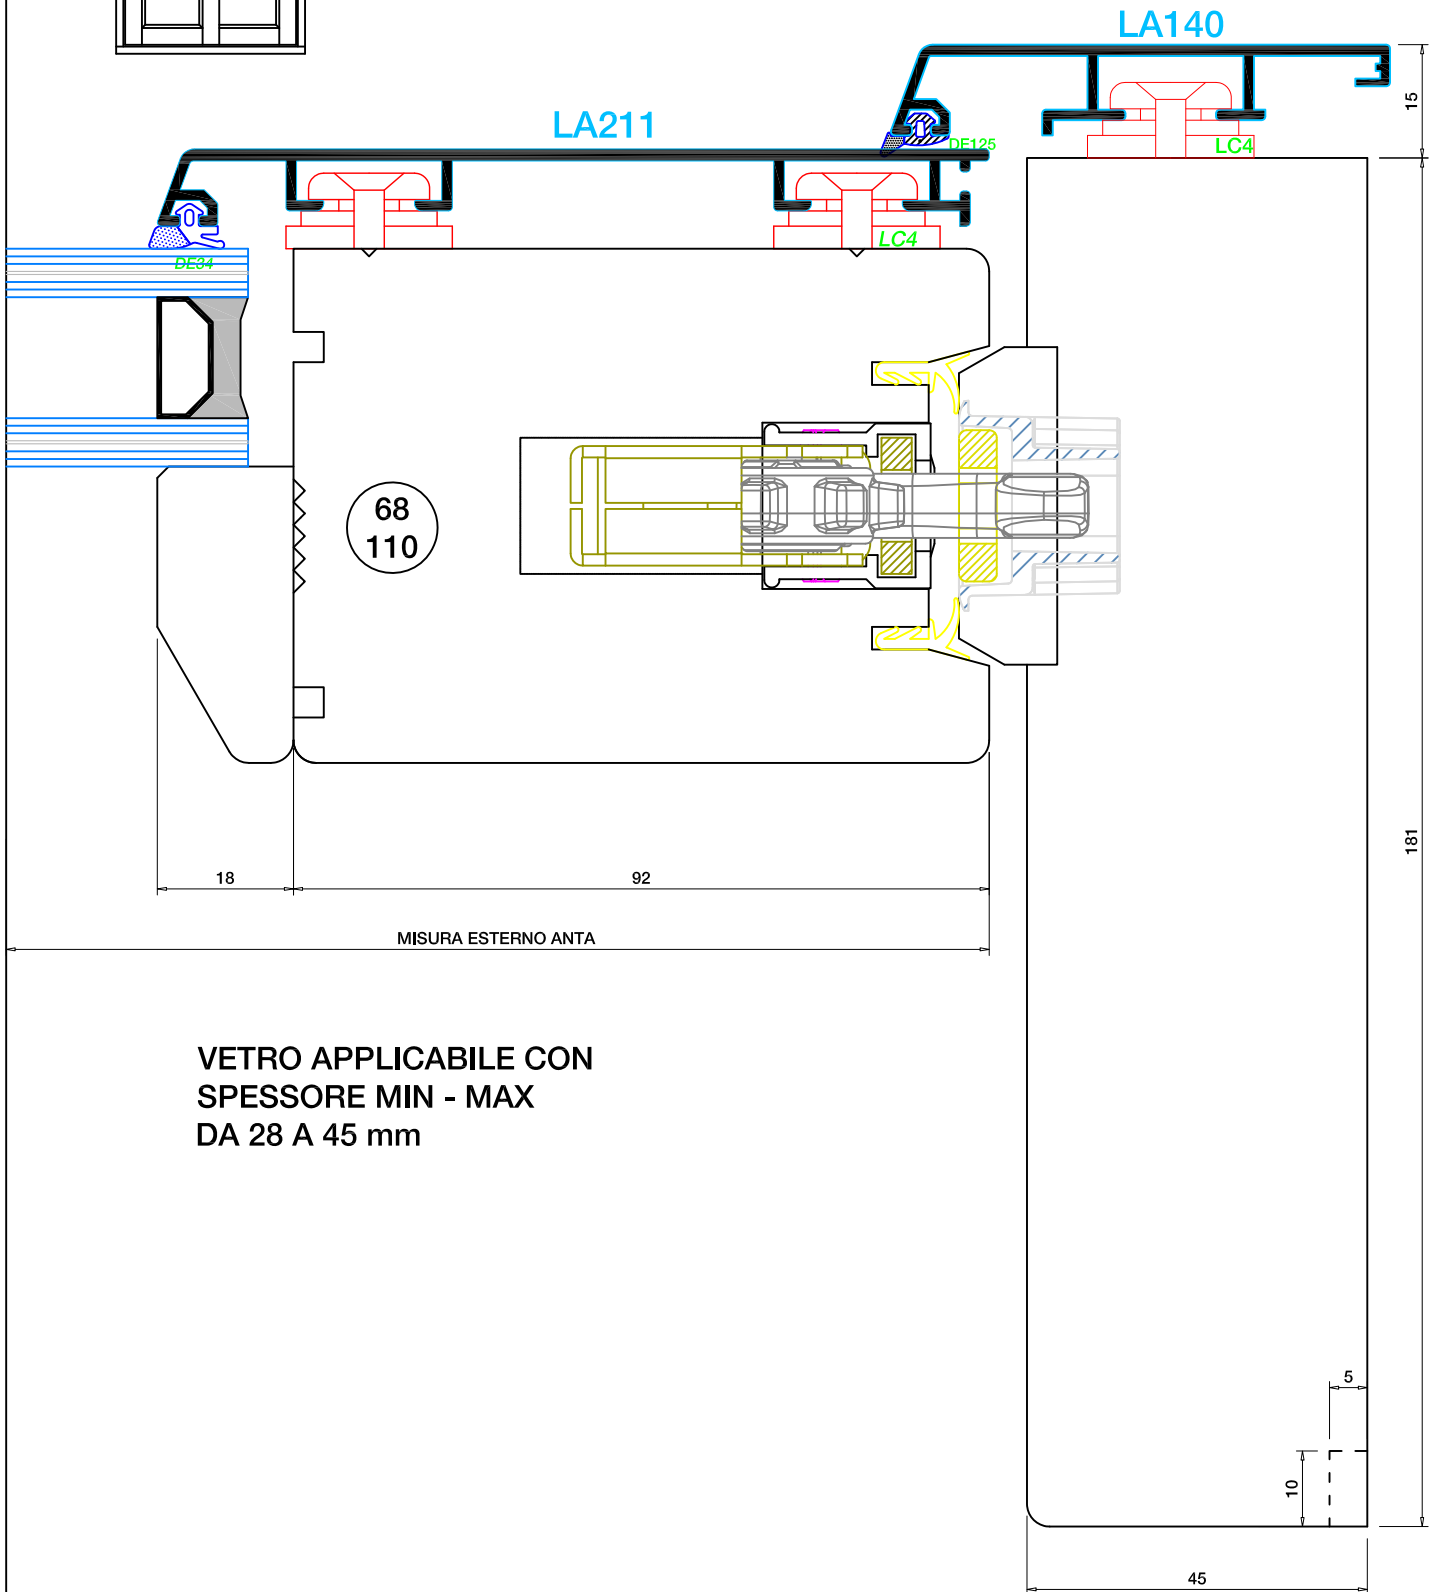 LA140
15
LA211
DE125
LC4
LC4
DE34
68
110
181
18
92
MISURA ESTERNO ANTA
VETRO APPLICABILE CON
SPESSORE MIN - MAX
DA 28 A 45 mm
5
10
45